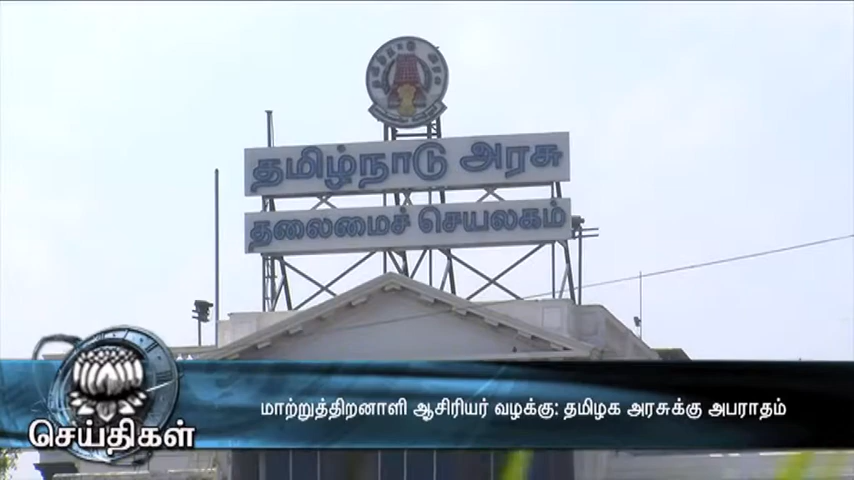 தமிழ்நாடு அரசு
தலைமைச் செயலகம்
மாற்றுத்திறனாளி ஆசிரியர் வழக்கு: தமிழக அரசுக்கு அபராதம்
செய்திகள்